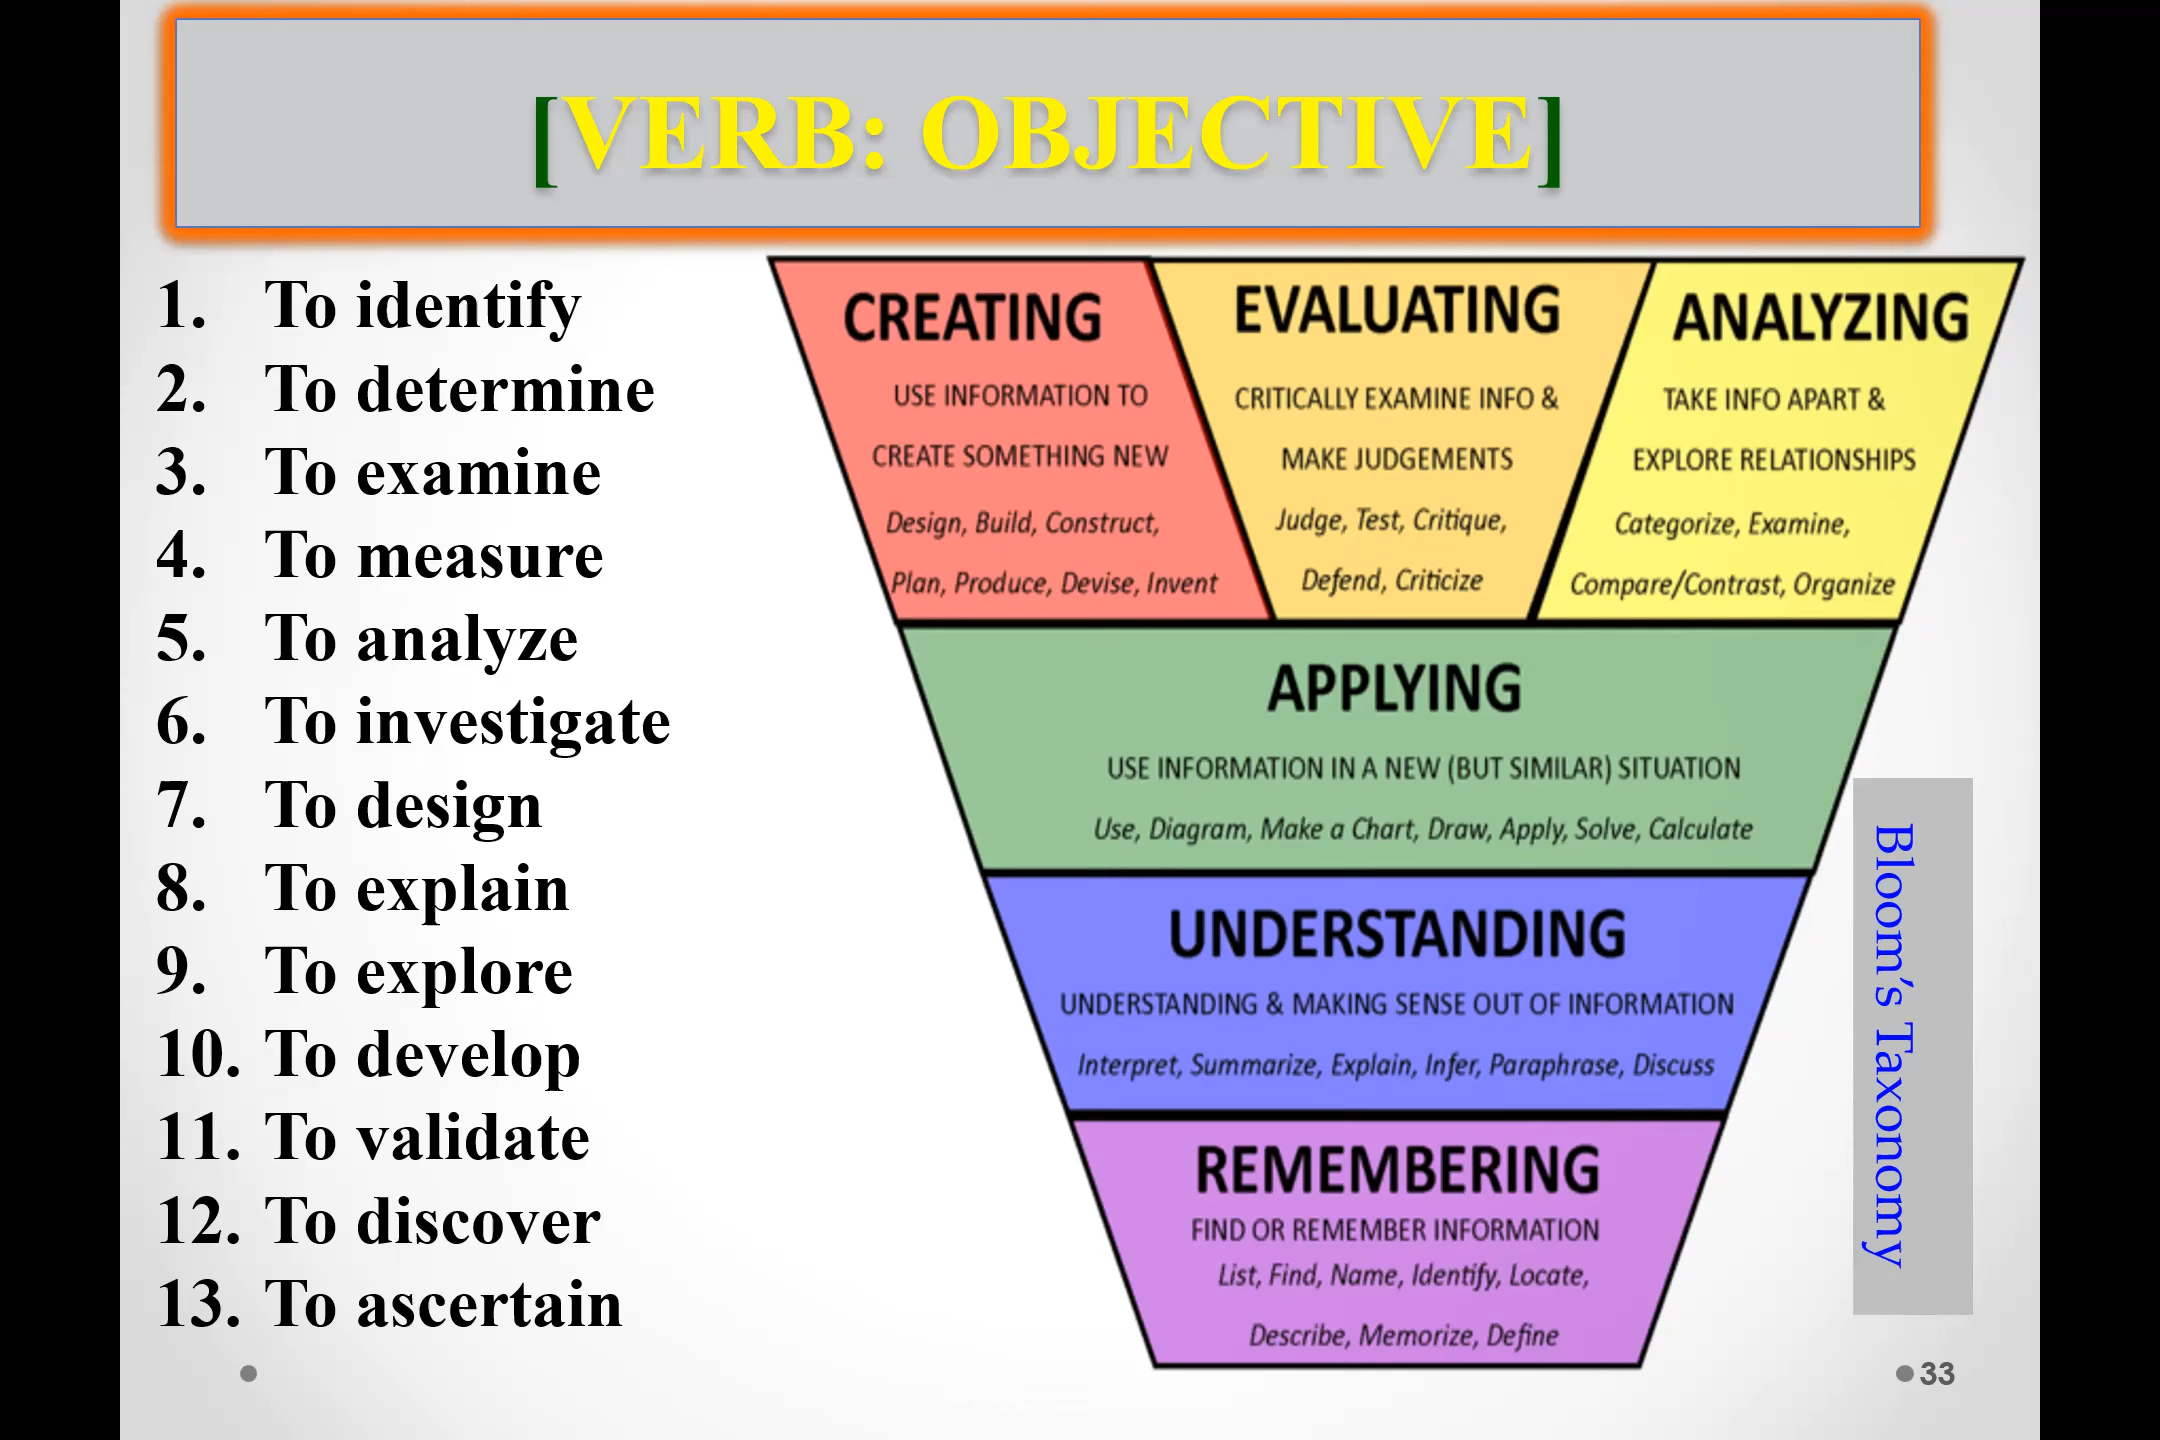 [VERB: OBJECTIVE]
1. To identify
2. To determine
3. To examine
4. To measure
5. To analyze
6. To investigate
7. To design
8. To explain
9. To explore
10. To develop
11. To validate
12. To discover
13. To ascertain
CREATING
USE INFORMATION TO
CREATE SOMETHING NEW
Design, Build, Construct,
Plan, Produce, Devise, Invent
EVALUATING
CRITICALLY EXAMINE INFO &
MAKE JUDGEMENTS
Judge, Test, Critique,
Defend, Criticize
ANALYZING
TAKE INFO APART &
EXPLORE RELATIONSHIPS
Categorize, Examine,
Compare/Contrast, Organize
APPLYING
USE INFORMATION IN A NEW (BUT SIMILAR) SITUATION
Use, Diagram, Make a Chart, Draw, Apply, Solve, Calculate
UNDERSTANDING
UNDERSTANDING & MAKING SENSE OUT OF INFORMATION
Interpret, Summarize, Explain, Infer, Paraphrase, Discuss
REMEMBERING
FIND OR REMEMBER INFORMATION
List, Find, Name, Identify, Locate,
Describe, Memorize, Define
Bloom's Taxonomy
33